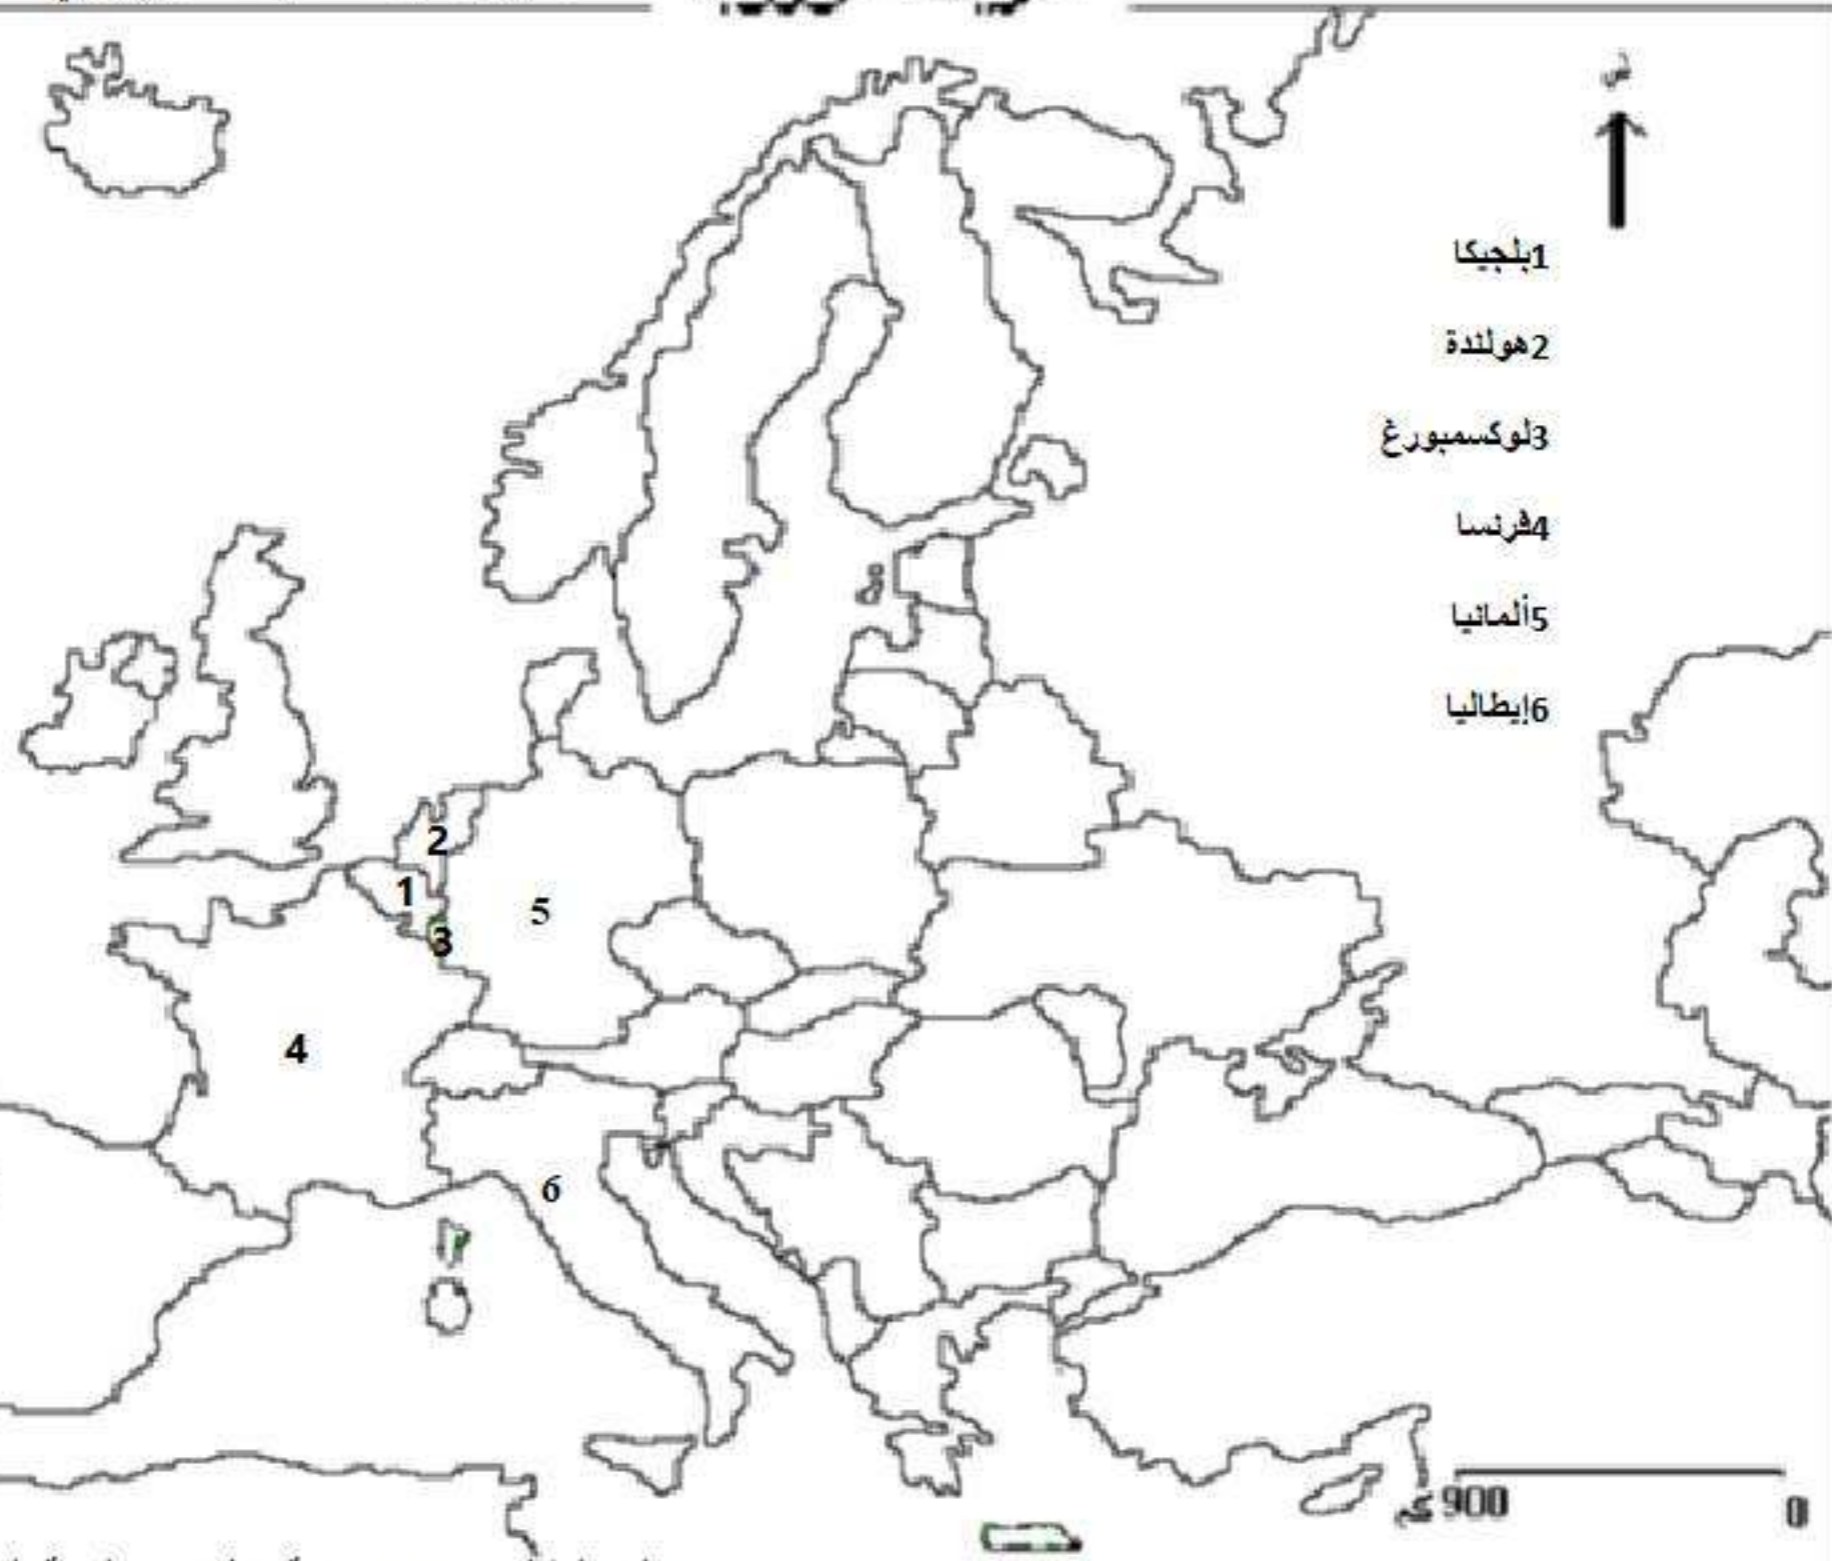 ش
1بلجيكا
2هولندة
3لوكسمبورغ
4فرنسا
5ألمانيا
6إيطاليا
2
1
5
3
4
6
900 كم
0